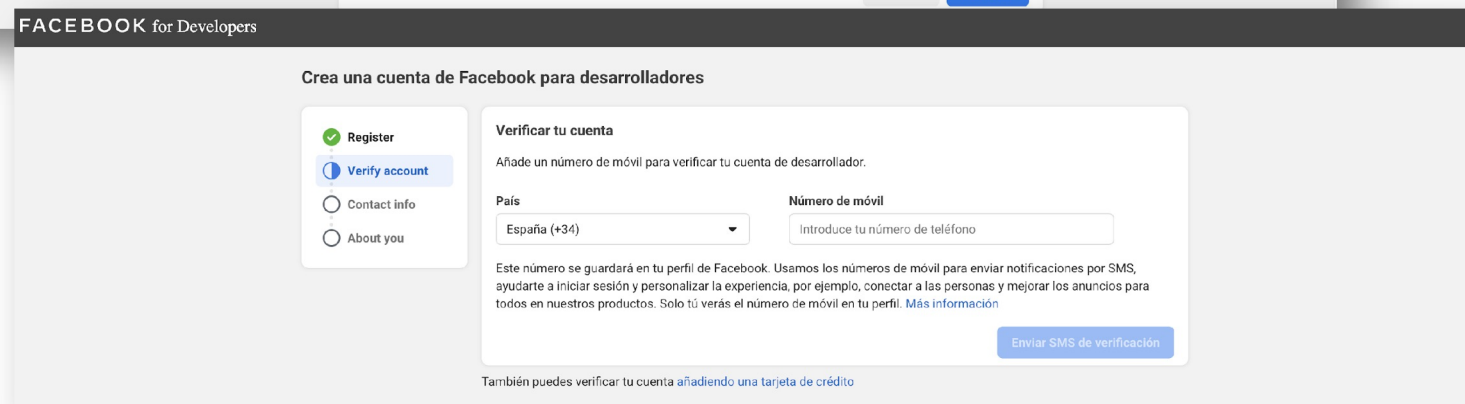 FACEBOOK for Developers
Crea una cuenta de Facebook para desarrolladores
Register
Verify account
Contact info
About you
Verificar tu cuenta
Añade un número de móvil para verificar tu cuenta de desarrollador.
País
Número de móvil
España (+34)
Introduce tu número de teléfono
Este número se guardará en tu perfil de Facebook. Usamos los números de móvil para enviar notificaciones por SMS,
ayudarte a iniciar sesión y personalizar la experiencia, por ejemplo, conectar a las personas y mejorar los anuncios para
todos en nuestros productos. Solo tú verás el número de móvil en tu perfil. Más información
Enviar SMS de verificación
También puedes verificar tu cuenta añadiendo una tarjeta de crédito